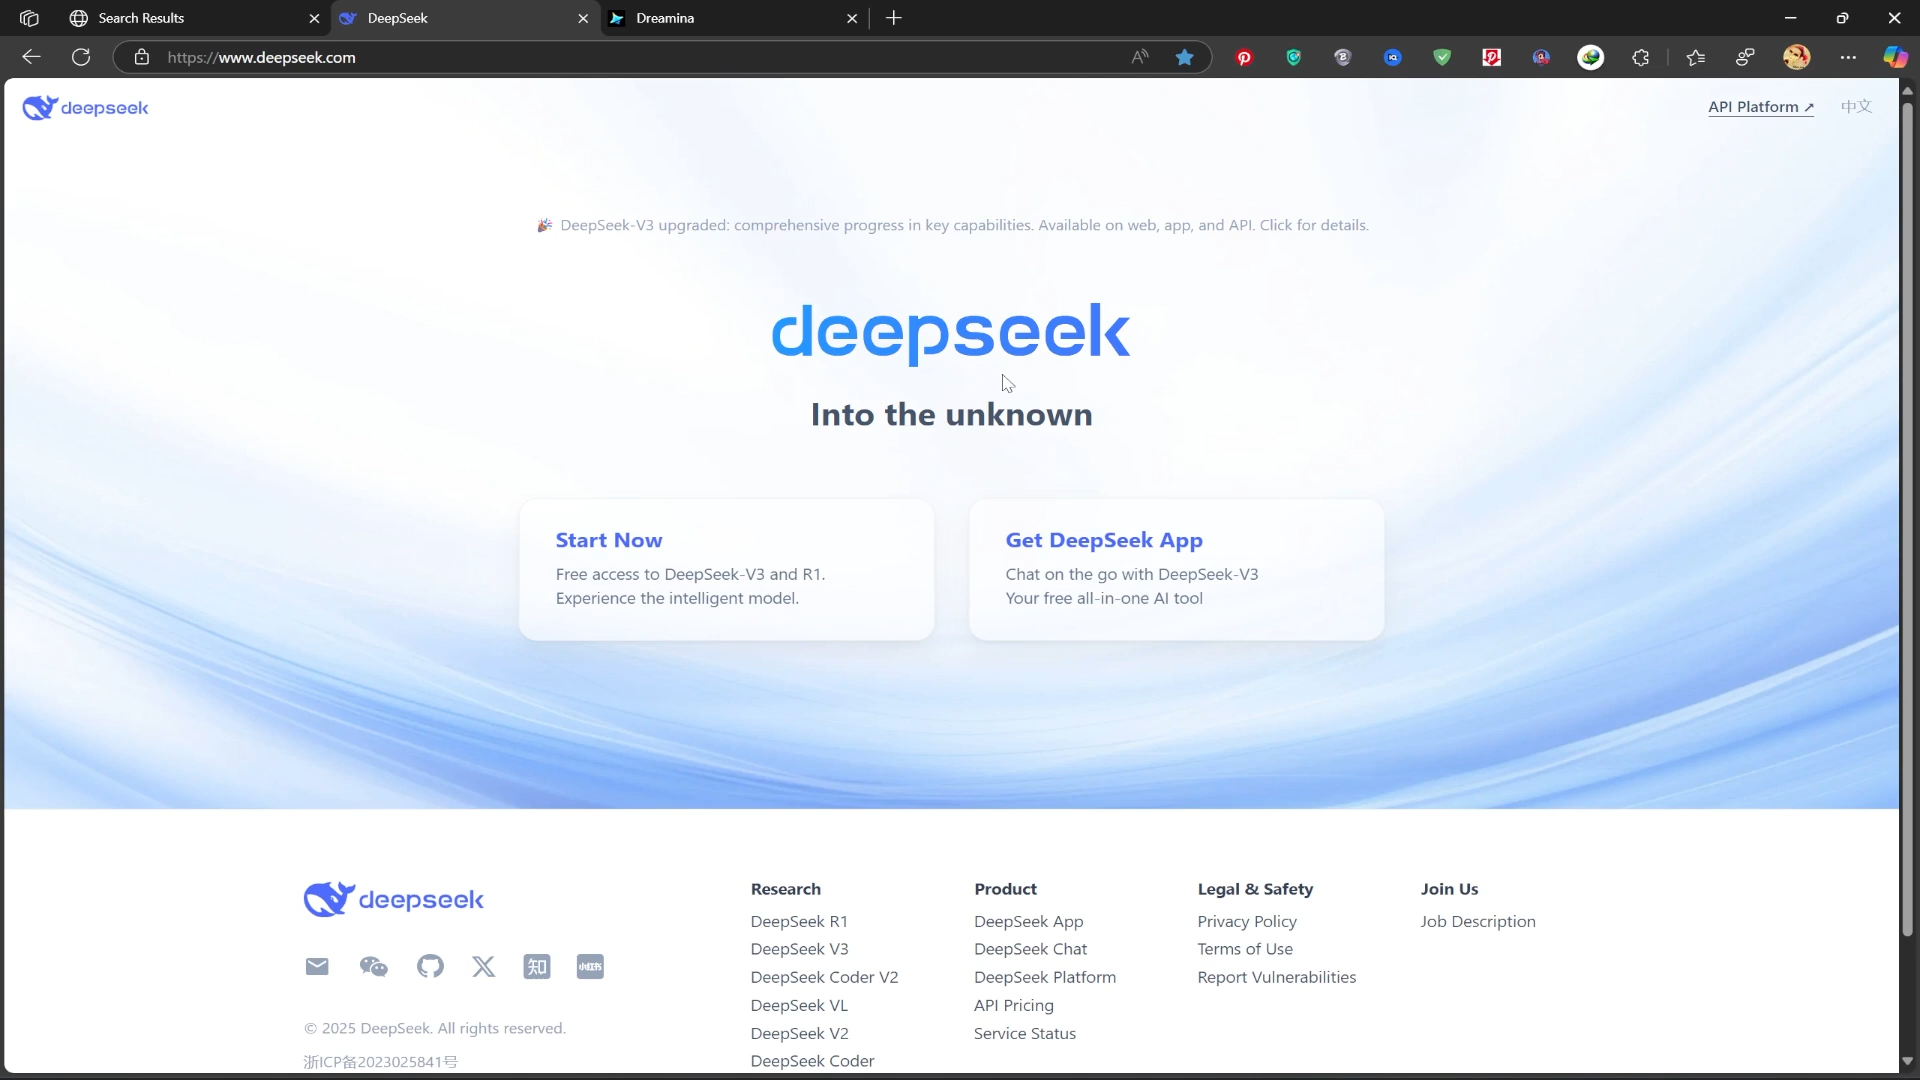 Search Results
DeepSeek
Dreamina
https://www.deepseek.com
deepseek
API Platform ↗
中文
🎉 DeepSeek-V3 upgraded: comprehensive progress in key capabilities. Available on web, app, and API. Click for details.
deepseek
Into the unknown
Start Now
Free access to DeepSeek-V3 and R1.
Experience the intelligent model.
Get DeepSeek App
Chat on the go with DeepSeek-V3
Your free all-in-one AI tool
deepseek
知
小红书
© 2025 DeepSeek. All rights reserved.
浙ICP备2023025841号
Research
DeepSeek R1
DeepSeek V3
DeepSeek Coder V2
DeepSeek VL
DeepSeek V2
DeepSeek Coder
Product
DeepSeek App
DeepSeek Chat
DeepSeek Platform
API Pricing
Service Status
Legal & Safety
Privacy Policy
Terms of Use
Report Vulnerabilities
Join Us
Job Description